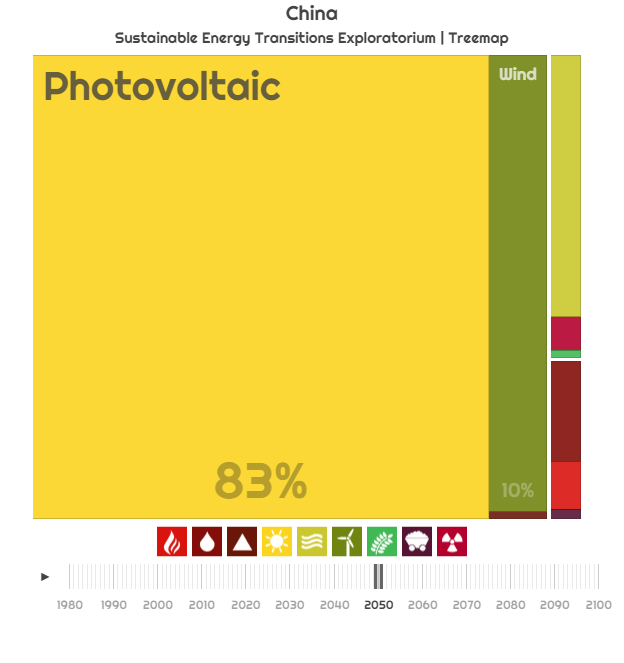 China
Sustainable Energy Transitions Exploratorium | Treemap
Photovoltaic
Wind
83%
10%
1980 1990 2000 2010 2020 2030 2040 2050 2060 2070 2080 2090 2100